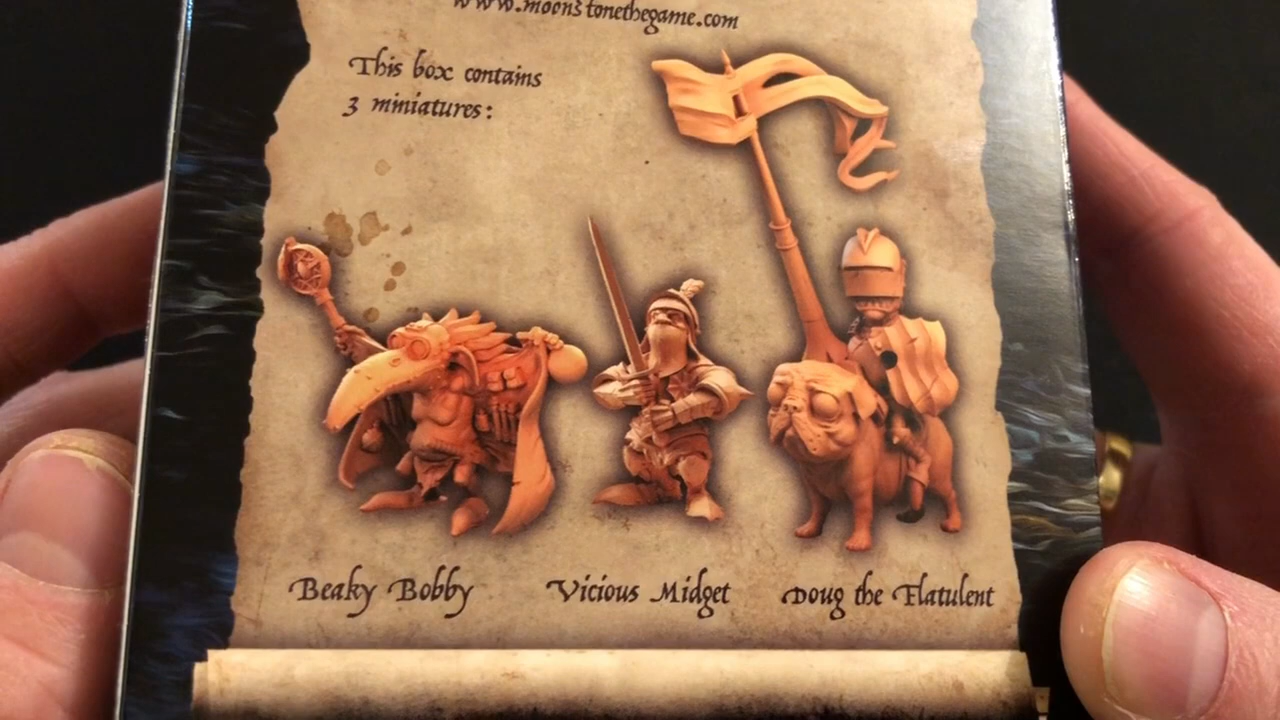 www.moonstonethegame.com
This box contains
3 miniatures:
Beaky Bobby
Vicious Midget
Doug the Flatulent